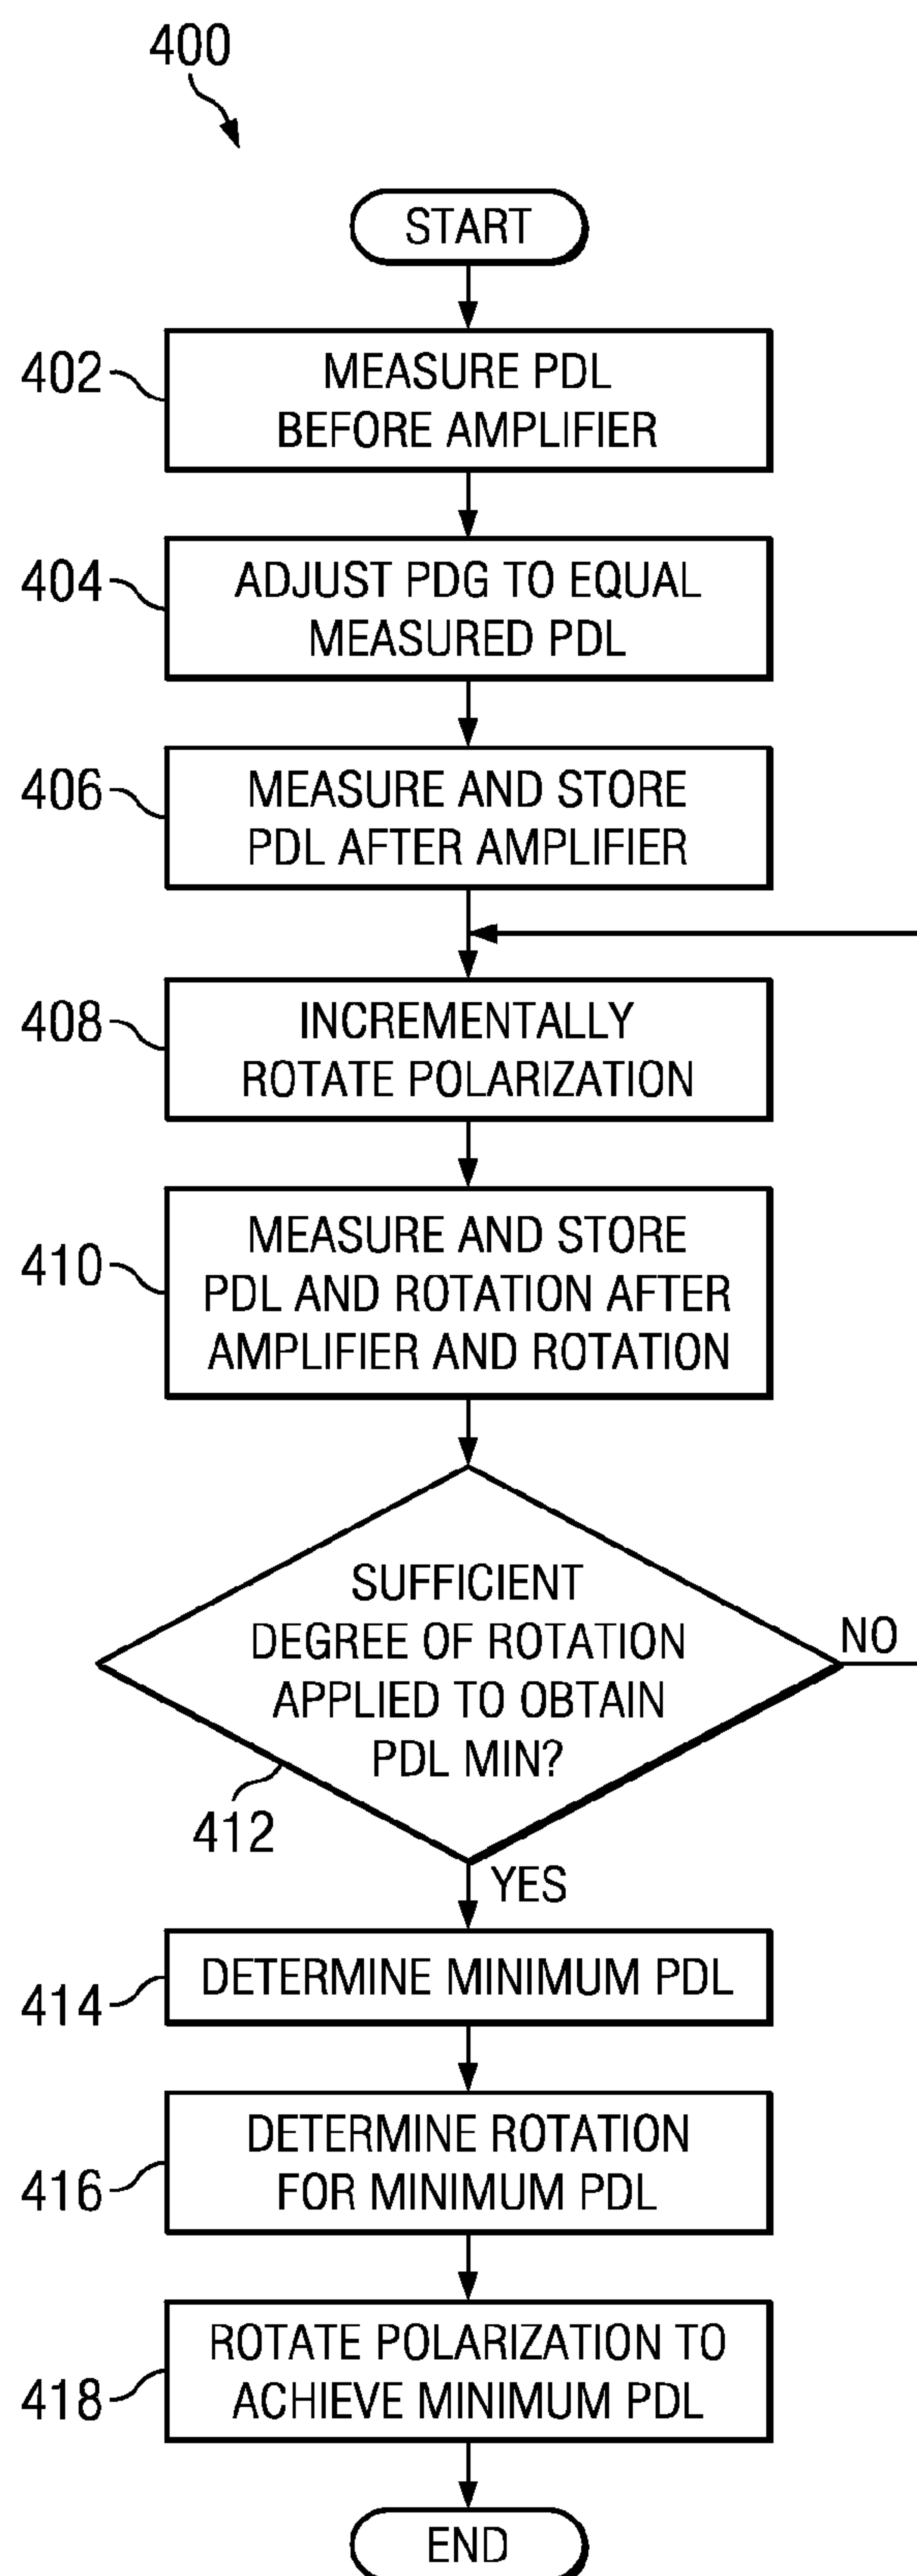 400
START
402
MEASURE PDL
BEFORE AMPLIFIER
404
ADJUST PDG TO EQUAL
MEASURED PDL
406
MEASURE AND STORE
PDL AFTER AMPLIFIER
408
INCREMENTALLY
ROTATE POLARIZATION
410
MEASURE AND STORE
PDL AND ROTATION AFTER
AMPLIFIER AND ROTATION
SUFFICIENT
DEGREE OF ROTATION
APPLIED TO OBTAIN
PDL MIN?
NO
412
YES
414
DETERMINE MINIMUM PDL
416
DETERMINE ROTATION
FOR MINIMUM PDL
418
ROTATE POLARIZATION TO
ACHIEVE MINIMUM PDL
END